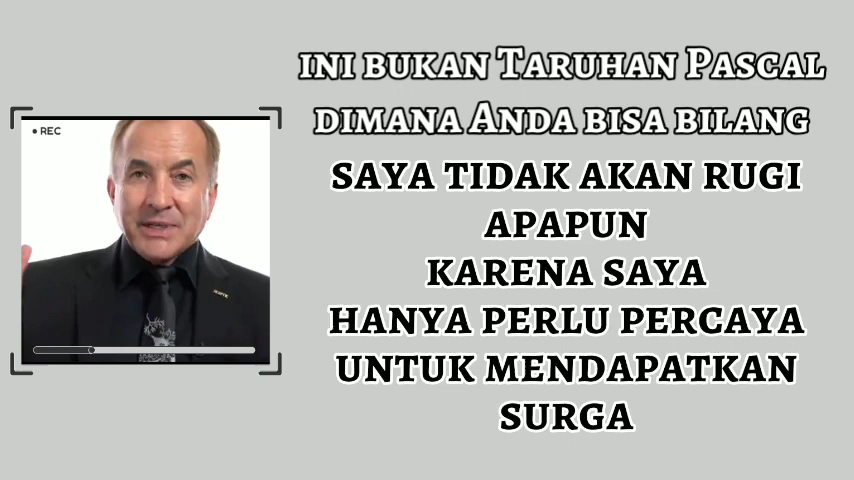 REC
INI BUKAN TARUHAN PASCAL
DIMANA ANDA BISA BILANG
SAYA TIDAK AKAN RUGI
APAPUN
KARENA SAYA
HANYA PERLU PERCAYA
UNTUK MENDAPATKAN
SURGA